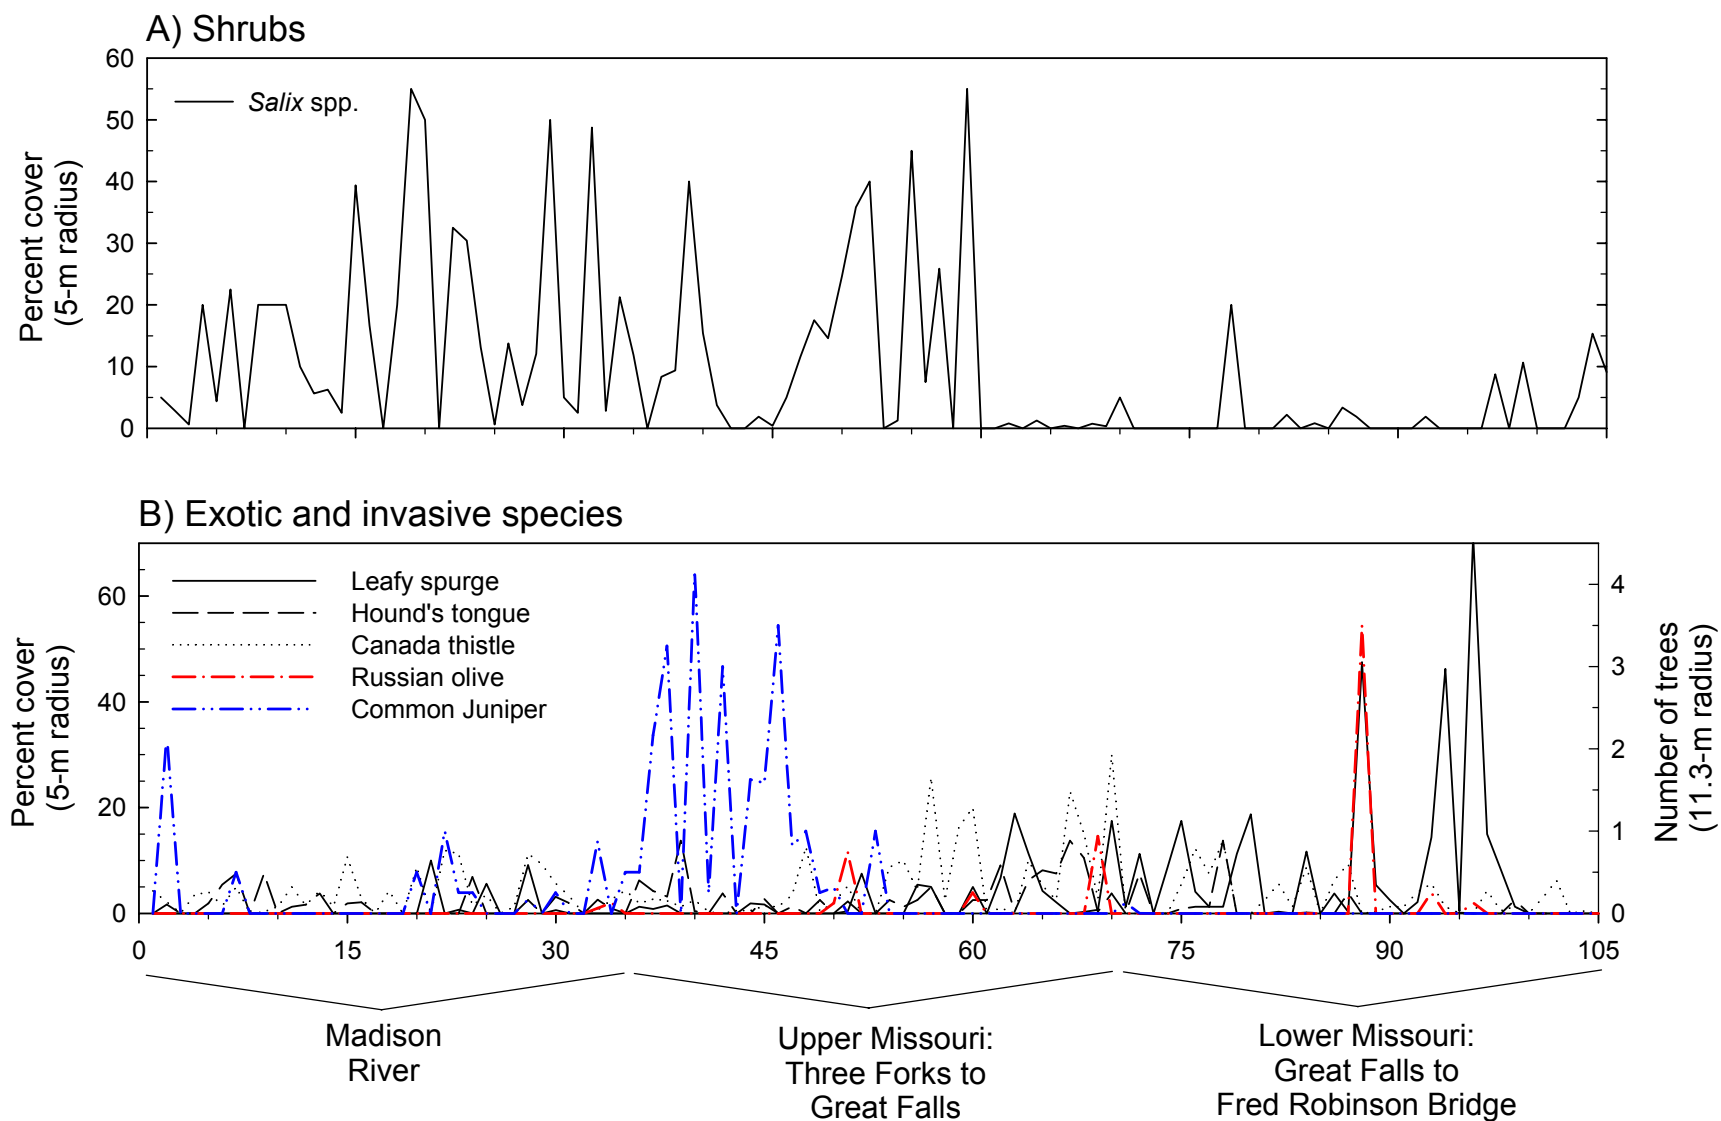 A) Shrubs
60
50
40
30
20
10
0
Percent cover
(5-m radius)
Salix spp.
B) Exotic and invasive species
60
40
20
0
Percent cover
(5-m radius)
Leafy spurge
Hound's tongue
Canada thistle
Russian olive
Common Juniper
4
3
2
1
0
Number of trees
(11.3-m radius)
0 15 30 45 60 75 90 105
Madison
River
Upper Missouri:
Three Forks to
Great Falls
Lower Missouri:
Great Falls to
Fred Robinson Bridge